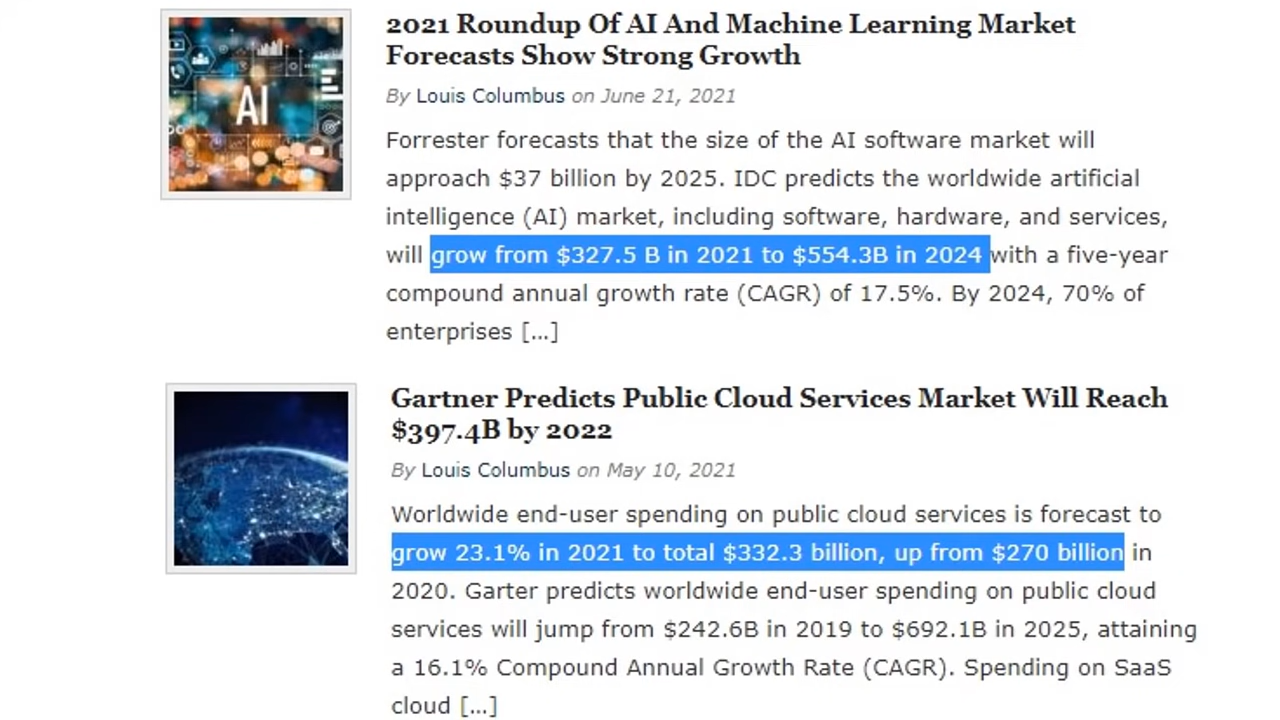 AI
2021 Roundup Of AI And Machine Learning Market
Forecasts Show Strong Growth
By Louis Columbus on June 21, 2021
Forrester forecasts that the size of the AI software market will
approach $37 billion by 2025. IDC predicts the worldwide artificial
intelligence (AI) market, including software, hardware, and services,
will grow from $327.5 B in 2021 to $554.3B in 2024 with a five-year
compound annual growth rate (CAGR) of 17.5%. By 2024, 70% of
enterprises [...]
Gartner Predicts Public Cloud Services Market Will Reach
$397.4B by 2022
By Louis Columbus on May 10, 2021
Worldwide end-user spending on public cloud services is forecast to
grow 23.1% in 2021 to total $332.3 billion, up from $270 billion in
2020. Garter predicts worldwide end-user spending on public cloud
services will jump from $242.6B in 2019 to $692.1B in 2025, attaining
a 16.1% Compound Annual Growth Rate (CAGR). Spending on SaaS
cloud [...]